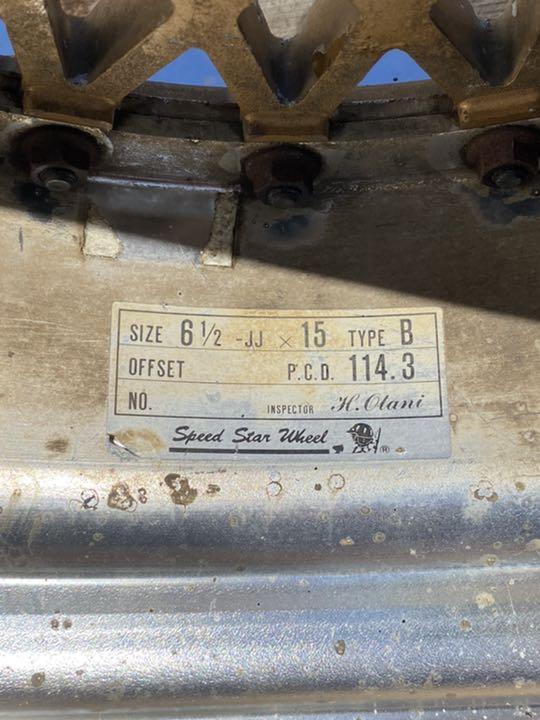 SIZE 6 1/2 -JJ × 15 TYPE B
OFFSET P.C.D. 114.3
NO. INSPECTOR H. Otani
Speed Star Wheel ®